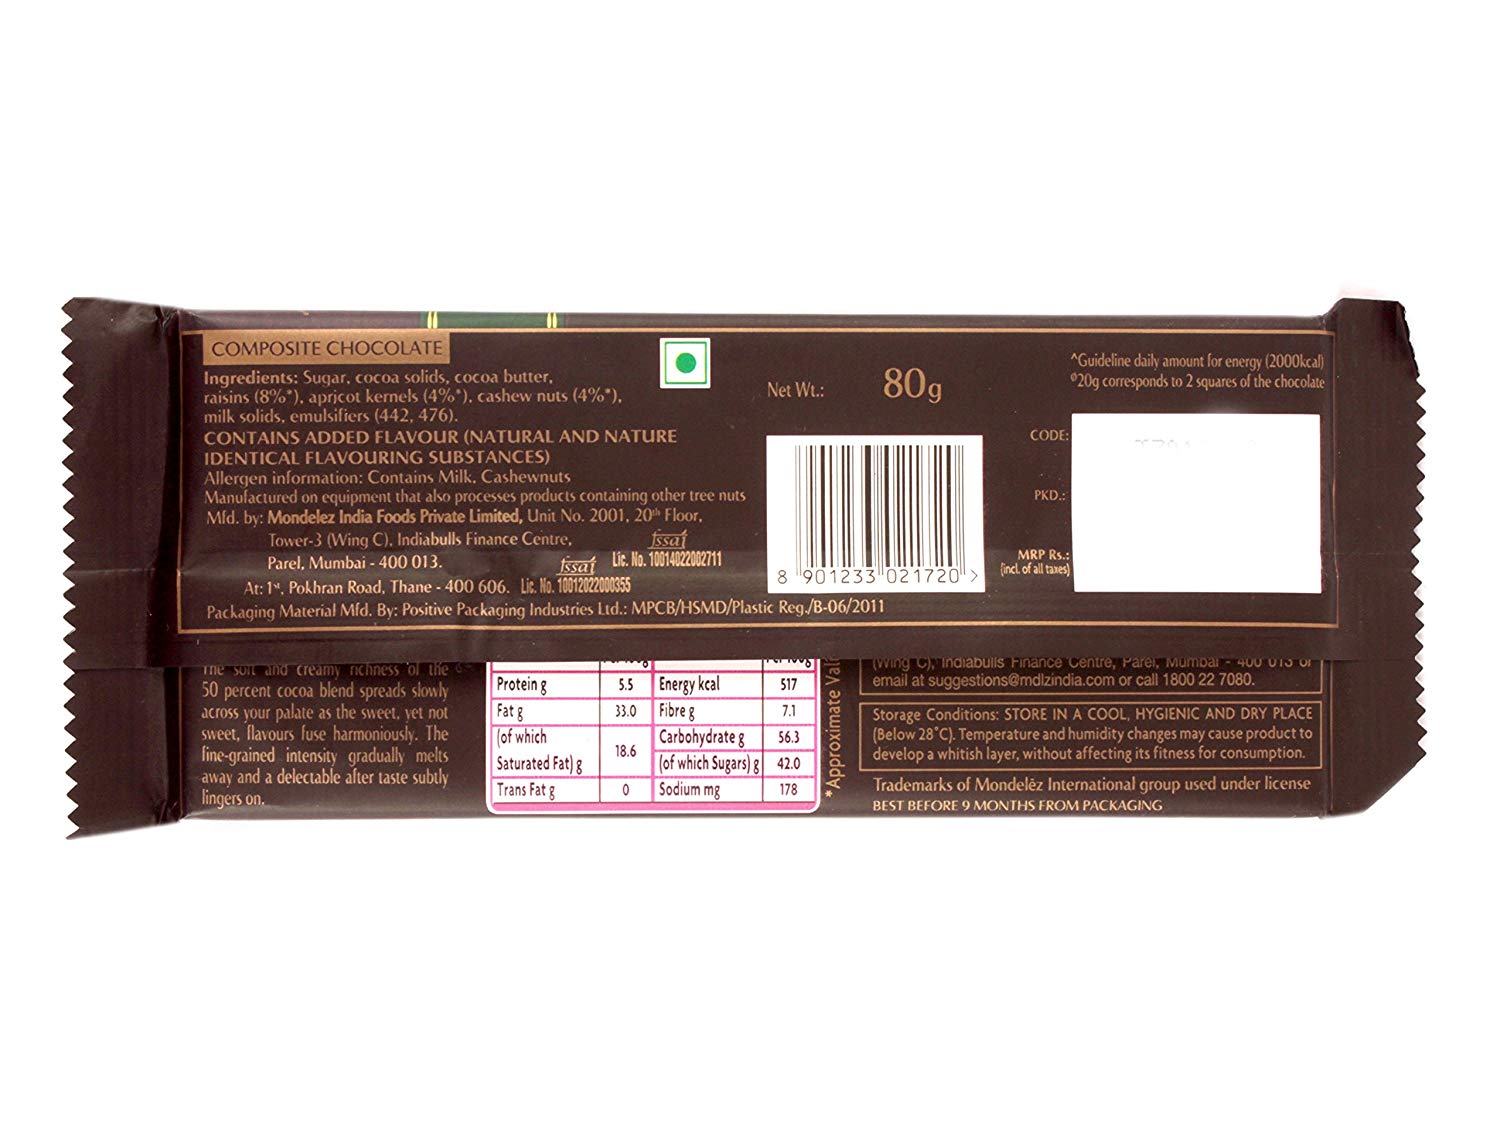 COMPOSITE CHOCOLATE
Ingredients: Sugar, cocoa solids, cocoa butter,
raisins (8%*), apricot kernels (4%*), cashew nuts (4%*),
milk solids, emulsifiers (442, 476).
CONTAINS ADDED FLAVOUR (NATURAL AND NATURE
IDENTICAL FLAVOURING SUBSTANCES)
Allergen information: Contains Milk, Cashewnuts
Manufactured on equipment that also processes products containing other tree nuts
Mfd. by: Mondelez India Foods Private Limited, Unit No. 2001, 20th Floor,
Tower-3 (Wing C), Indiabulls Finance Centre,
Parel, Mumbai - 400 013.
fssai
Lic. No. 10014022002711
At: 1st, Pokhran Road, Thane - 400 606.
fssai
Lic. No. 10012022000355
Packaging Material Mfd. By: Positive Packaging Industries Ltd.: MPCB/HSMD/Plastic Reg./B-06/2011
Net Wt.: 80g
8 901233 021720 >
^Guideline daily amount for energy (2000kcal)
ø20g corresponds to 2 squares of the chocolate
CODE:
PKD.:
MRP Rs.:
(incl. of all taxes)
The soft and creamy richness of the
50 percent cocoa blend spreads slowly
across your palate as the sweet, yet not
sweet, flavours fuse harmoniously. The
fine-grained intensity gradually melts
away and a delectable after taste subtly
lingers on.
Per 100g Per 100g
Protein g 5.5 Energy kcal 517
Fat g 33.0 Fibre g 7.1
(of which Saturated Fat) g 18.6 Carbohydrate g 56.3
(of which Sugars) g 42.0
Trans Fat g 0 Sodium mg 178
*Approximate
(Wing C), Indiabulls Finance Centre, Parel, Mumbai - 400 013 or
email at suggestions@mdlzindia.com or call 1800 22 7080.
Storage Conditions: STORE IN A COOL, HYGIENIC AND DRY PLACE
(Below 28°C). Temperature and humidity changes may cause product to
develop a whitish layer, without affecting its fitness for consumption.
Trademarks of Mondelēz International group used under license
BEST BEFORE 9 MONTHS FROM PACKAGING